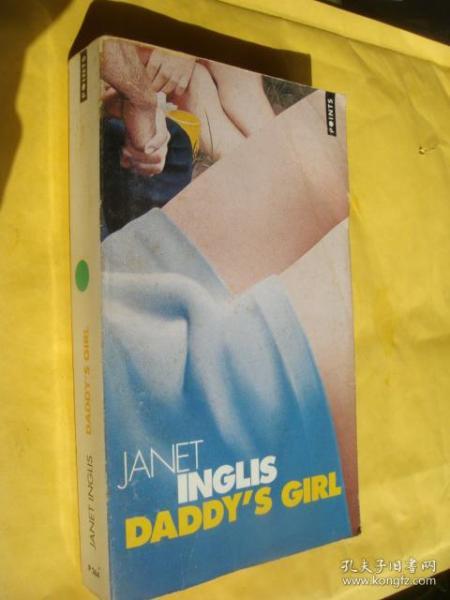 POINTS
JANET
INGLIS
DADDY'S GIRL
POINTS
DADDY'S GIRL
JANET INGLIS
孔夫子旧书网
www.kongfz.com